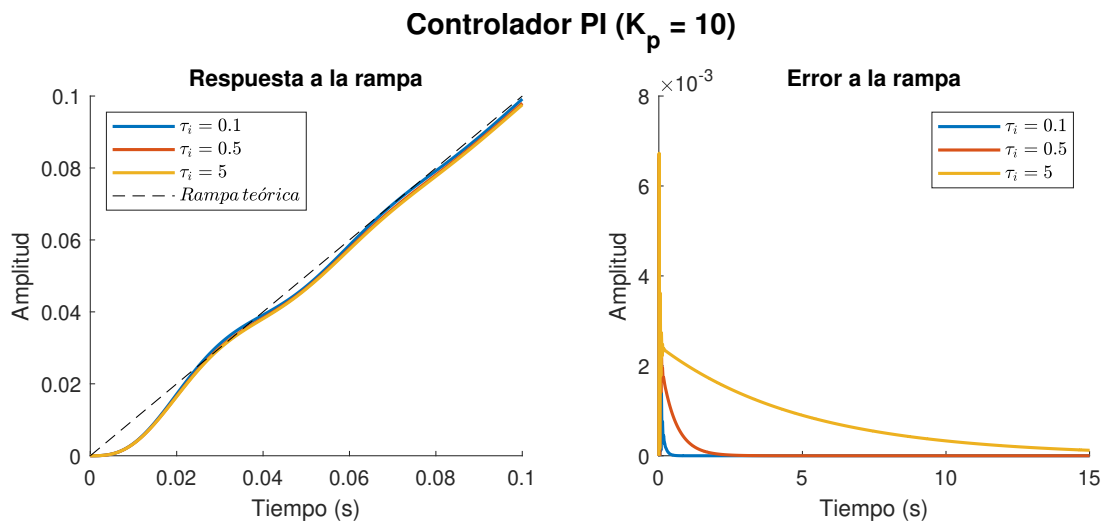 Controlador PI (K_p = 10)
Respuesta a la rampa
Amplitud
0.1
0.08
0.06
0.04
0.02
0
τ_i = 0.1
τ_i = 0.5
τ_i = 5
Rampa teórica
0 0.02 0.04 0.06 0.08 0.1
Tiempo (s)
Error a la rampa
×10^-3
Amplitud
8
6
4
2
0
τ_i = 0.1
τ_i = 0.5
τ_i = 5
0 5 10 15
Tiempo (s)